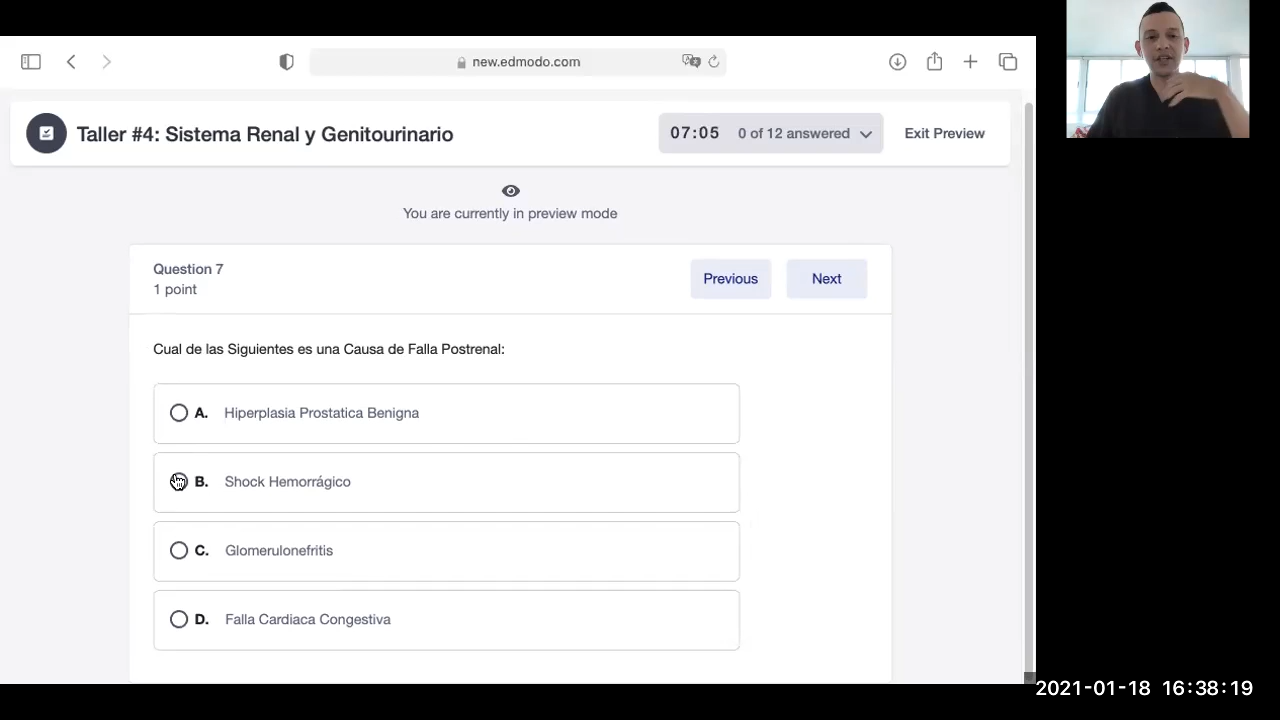 new.edmodo.com
Taller #4: Sistema Renal y Genitourinario
07:05 0 of 12 answered
Exit Preview
You are currently in preview mode
Question 7
1 point
Previous
Next
Cual de las Siguientes es una Causa de Falla Postrenal:
A. Hiperplasia Prostatica Benigna
B. Shock Hemorrágico
C. Glomerulonefritis
D. Falla Cardiaca Congestiva
2021-01-18 16:38:19